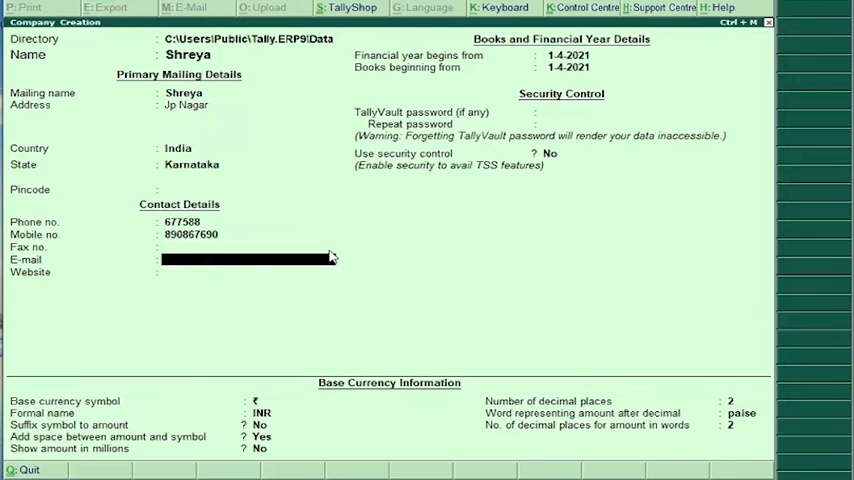 P: Print E: Export M: E-Mail O: Upload S: TallyShop G: Language K: Keyboard K: Control Centre H: Support Centre H: Help
Company Creation Ctrl + M
Directory : C:\Users\Public\Tally.ERP9\Data
Name : Shreya
Primary Mailing Details
Mailing name : Shreya
Address : Jp Nagar
Country : India
State : Karnataka
Pincode :
Contact Details
Phone no. : 677588
Mobile no. : 890867690
Fax no. :
E-mail :
Website :
Books and Financial Year Details
Financial year begins from : 1-4-2021
Books beginning from : 1-4-2021
Security Control
TallyVault password (if any) :
Repeat password :
(Warning: Forgetting TallyVault password will render your data inaccessible.)
Use security control ? No
(Enable security to avail TSS features)
Base Currency Information
Base currency symbol : ₹
Formal name : INR
Suffix symbol to amount ? No
Add space between amount and symbol ? Yes
Show amount in millions ? No
Number of decimal places : 2
Word representing amount after decimal : paise
No. of decimal places for amount in words : 2
Q: Quit